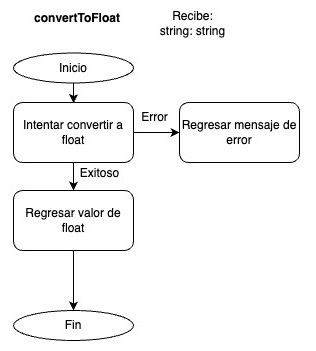 convertToFloat
Recibe:
string: string
Inicio
Intentar convertir a
float
Error
Regresar mensaje de
error
Exitoso
Regresar valor de
float
Fin